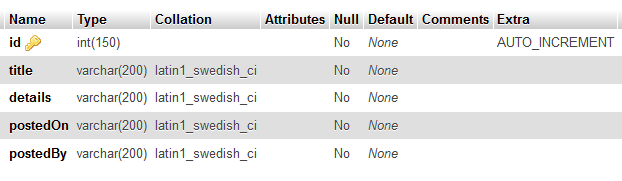 Name Type Collation Attributes Null Default Comments Extra
id int(150) No None AUTO_INCREMENT
title varchar(200) latin1_swedish_ci No None
details varchar(200) latin1_swedish_ci No None
postedOn varchar(200) latin1_swedish_ci No None
postedBy varchar(200) latin1_swedish_ci No None